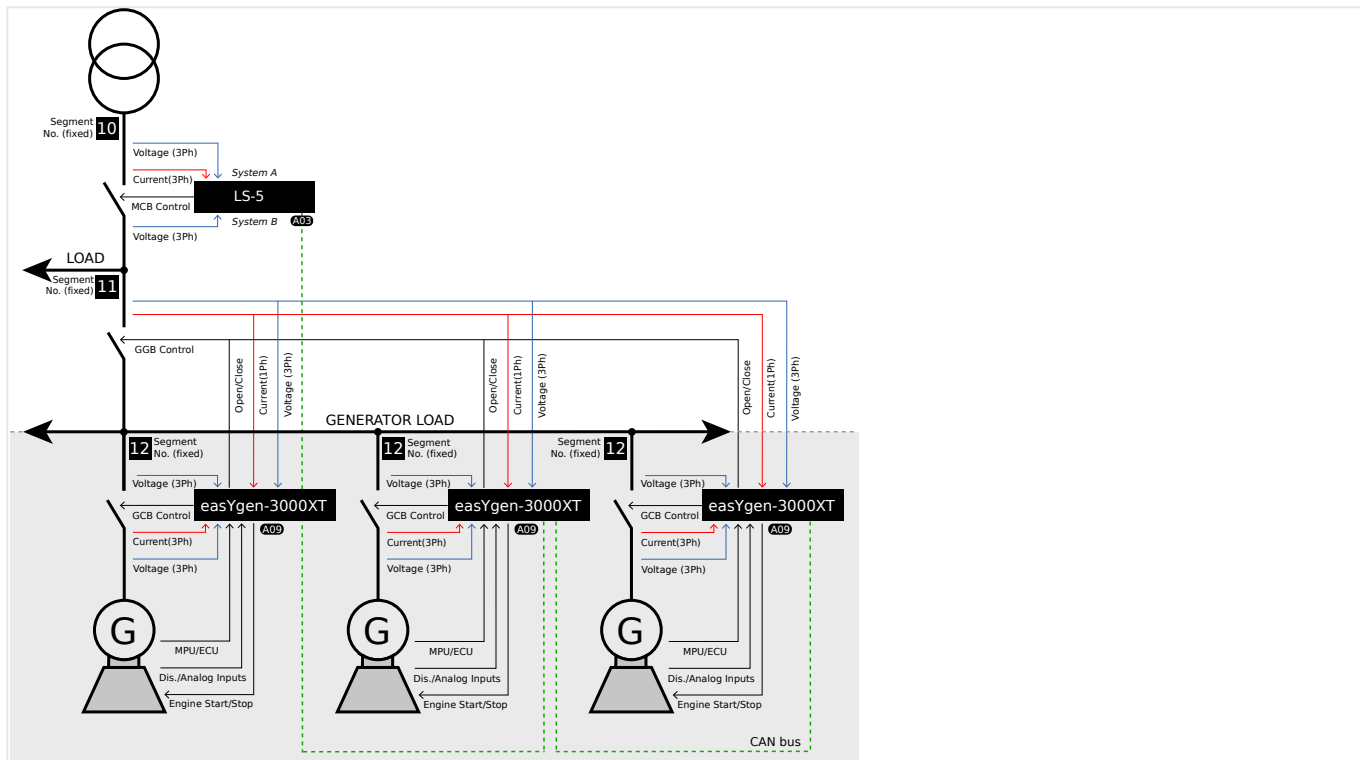 Segment
No. (fixed)
10
Voltage (3Ph)
System A
Current(3Ph)
LS-5
MCB Control
System B
A03
Voltage (3Ph)
LOAD
Segment
No. (fixed)
11
GGB Control
Open/Close
Current(1Ph)
Voltage (3Ph)
Open/Close
Current(1Ph)
Voltage (3Ph)
Open/Close
Current(1Ph)
Voltage (3Ph)
GENERATOR LOAD
12
Segment
No. (fixed)
12
Segment
No. (fixed)
Segment
No. (fixed)
12
Voltage (3Ph)
easYgen-3000XT
GCB Control
A09
Current(3Ph)
Voltage (3Ph)
G
MPU/ECU
Dis./Analog Inputs
Engine Start/Stop
Voltage (3Ph)
easYgen-3000XT
GCB Control
A09
Current(3Ph)
Voltage (3Ph)
G
MPU/ECU
Dis./Analog Inputs
Engine Start/Stop
Voltage (3Ph)
easYgen-3000XT
GCB Control
A09
Current(3Ph)
Voltage (3Ph)
G
MPU/ECU
Dis./Analog Inputs
Engine Start/Stop
CAN bus